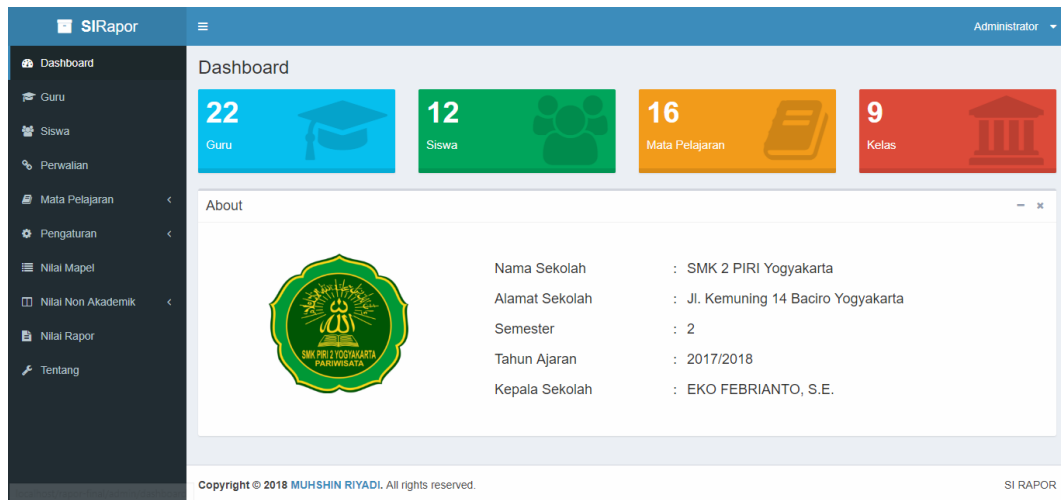 SIRapor
Administrator
Dashboard
Guru
Siswa
Perwalian
Mata Pelajaran
Pengaturan
Nilai Mapel
Nilai Non Akademik
Nilai Rapor
Tentang
Dashboard
22
Guru
12
Siswa
16
Mata Pelajaran
9
Kelas
About
SMK PIRI 2 YOGYAKARTA
PARIWISATA
Nama Sekolah : SMK 2 PIRI Yogyakarta
Alamat Sekolah : Jl. Kemuning 14 Baciro Yogyakarta
Semester : 2
Tahun Ajaran : 2017/2018
Kepala Sekolah : EKO FEBRIANTO, S.E.
Copyright © 2018 MUHSHIN RIYADI. All rights reserved.
SI RAPOR